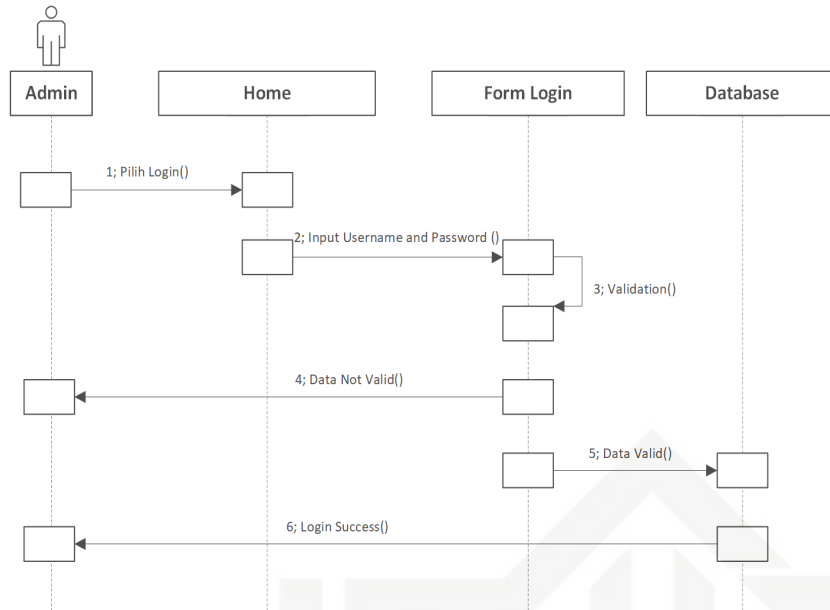 Admin
Home
Form Login
Database
1; Pilih Login()
2; Input Username and Password ()
3; Validation()
4; Data Not Valid()
5; Data Valid()
6; Login Success()